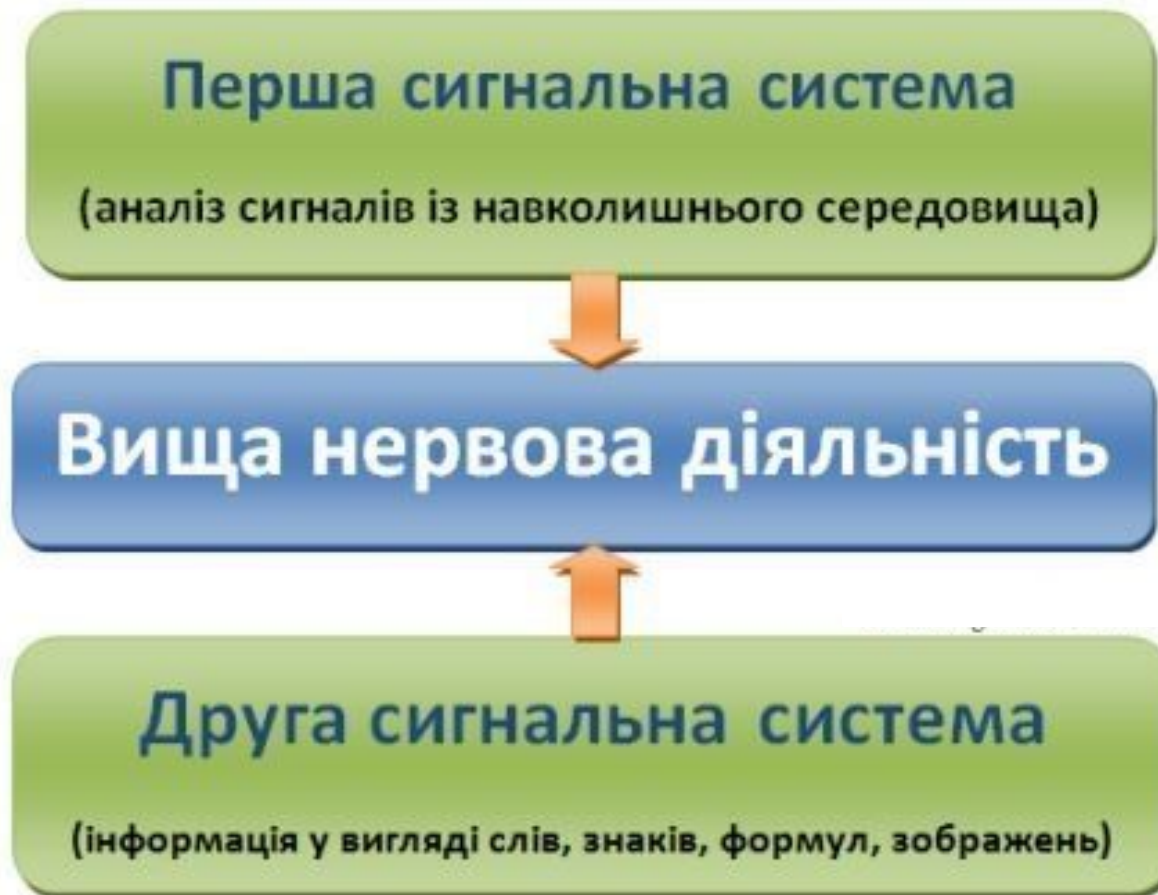 Перша сигнальна система
(аналіз сигналів із навколишнього середовища)
Вища нервова діяльність
Друга сигнальна система
(інформація у вигляді слів, знаків, формул, зображень)